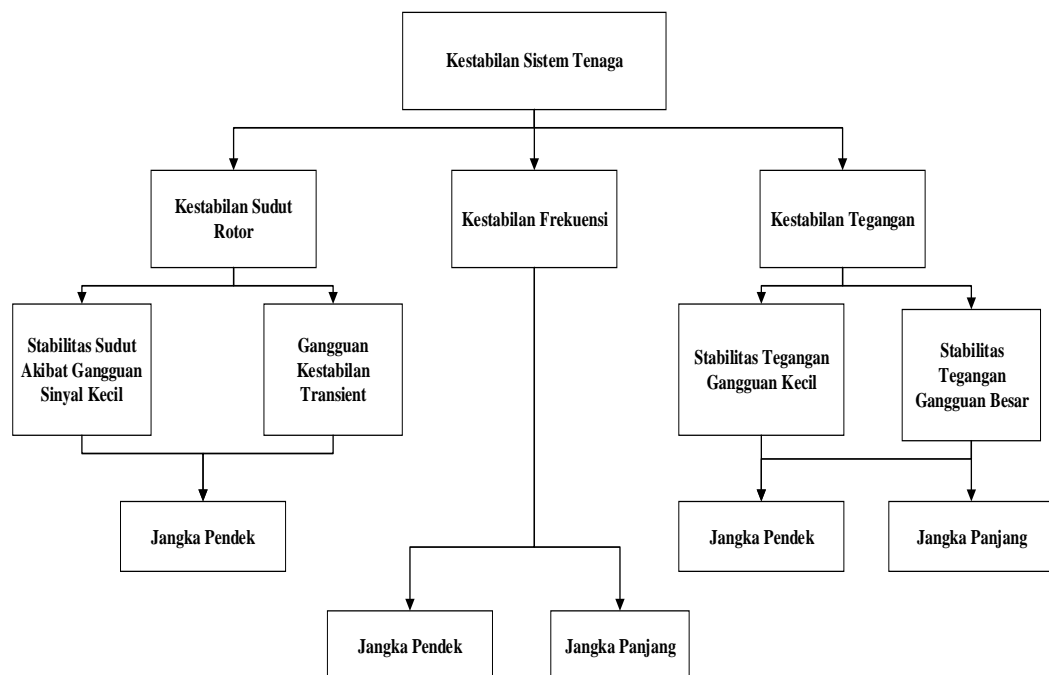 Kestabilan Sistem Tenaga
Kestabilan Sudut
Rotor
Kestabilan Frekuensi
Kestabilan Tegangan
Stabilitas Sudut
Akibat Gangguan
Sinyal Kecil
Gangguan
Kestabilan
Transient
Stabilitas Tegangan
Gangguan Kecil
Stabilitas
Tegangan
Gangguan Besar
Jangka Pendek
Jangka Pendek
Jangka Panjang
Jangka Pendek
Jangka Panjang